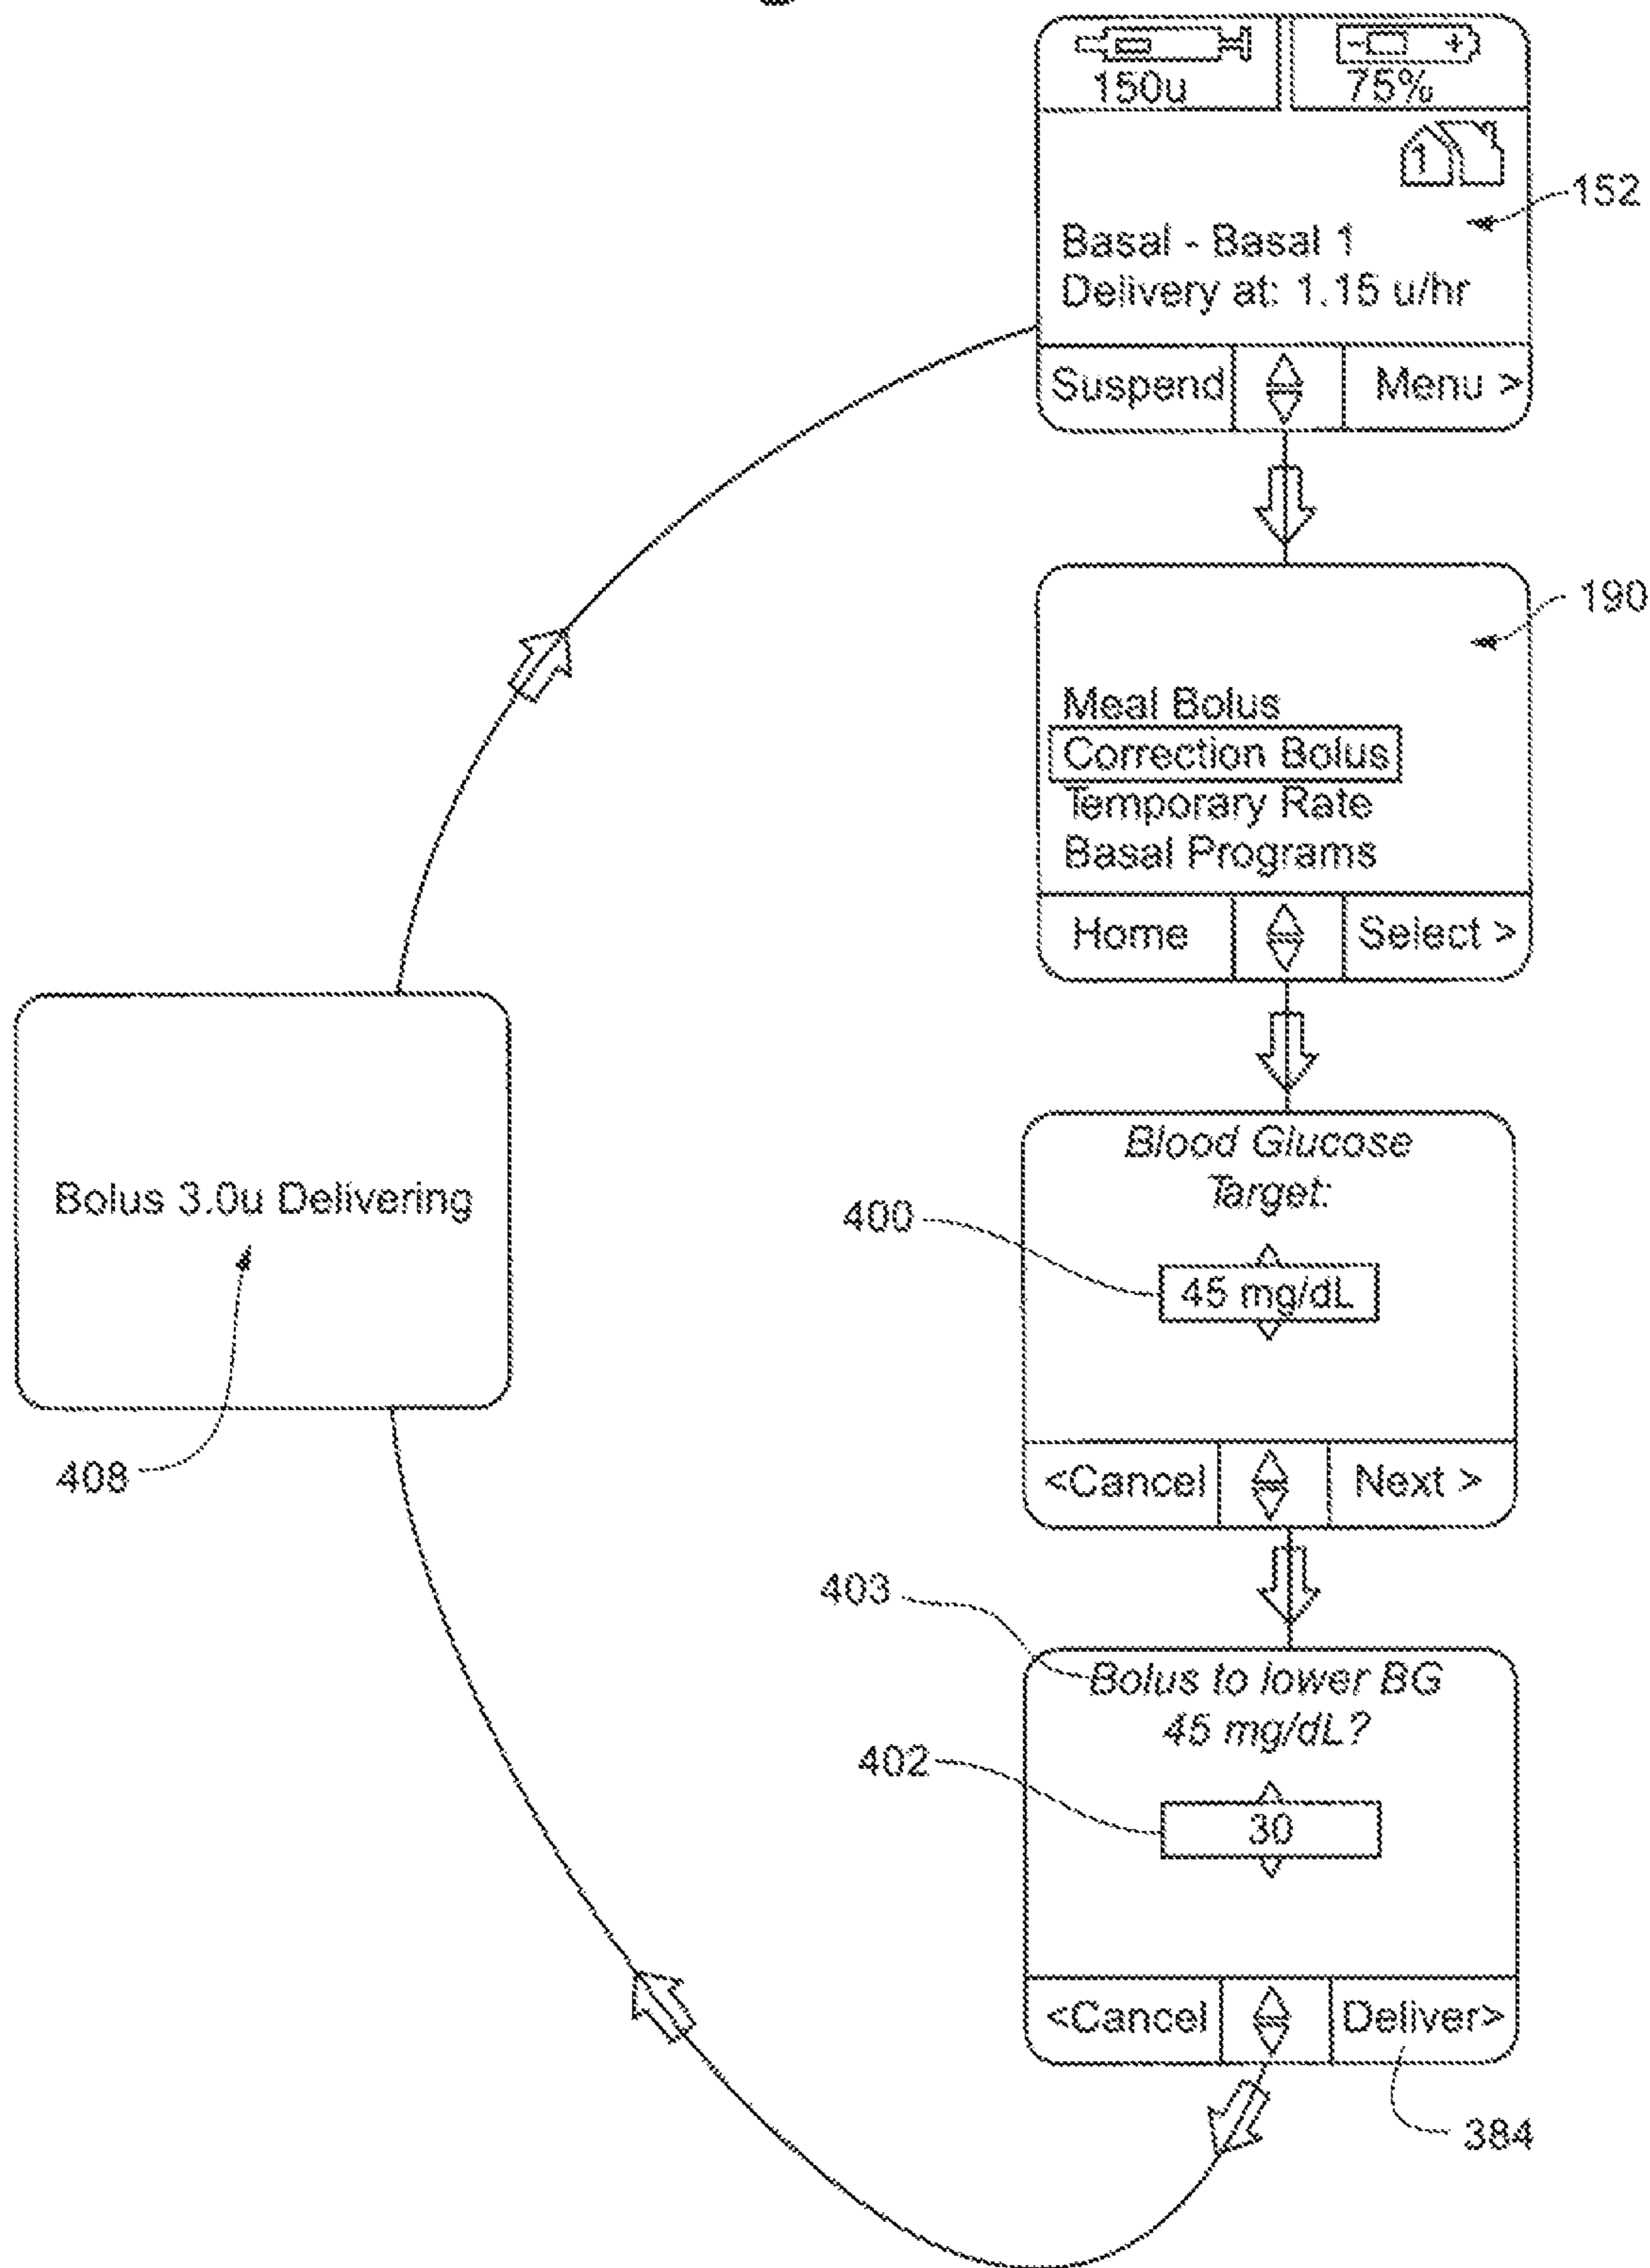 150u
75%
1
152
Basal - Basal 1
Delivery at: 1.15 u/hr
Suspend
Menu >
190
Meal Bolus
Correction Bolus
Temporary Rate
Basal Programs
Home
Select >
Bolus 3.0u Delivering
408
Blood Glucose
Target:
400
45 mg/dL
<Cancel
Next >
403
Bolus to lower BG
45 mg/dL?
402
30
<Cancel
Deliver>
384